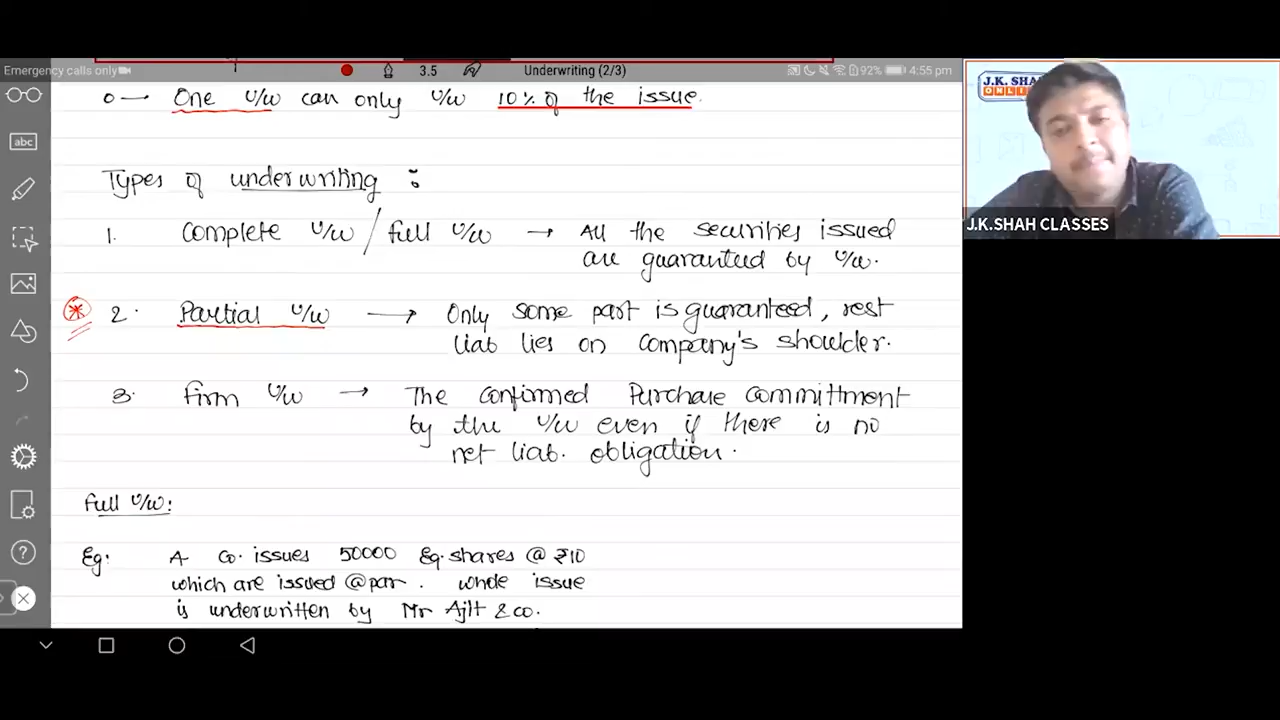 Emergency calls only
3.5
Underwriting (2/3)
92%
4:55 pm
One U/w can only U/w 10% of the issue.
Types of underwriting :
1. Complete U/w / full U/w → All the securities issued
are guaranteed by U/w.
2. Partial U/w → Only some part is guaranteed, rest
liab lies on Company's shoulder.
3. firm U/w → The confirmed Purchase commitment
by the U/w even if there is no
net liab. obligation.
full U/w:
Eg: A Co. issues 50000 Eq. shares @ ₹10
which are issued @ par. whole issue
is underwritten by Mr Ajit & co.
abc
J.K. SHA
ONLI
J.K.SHAH CLASSES